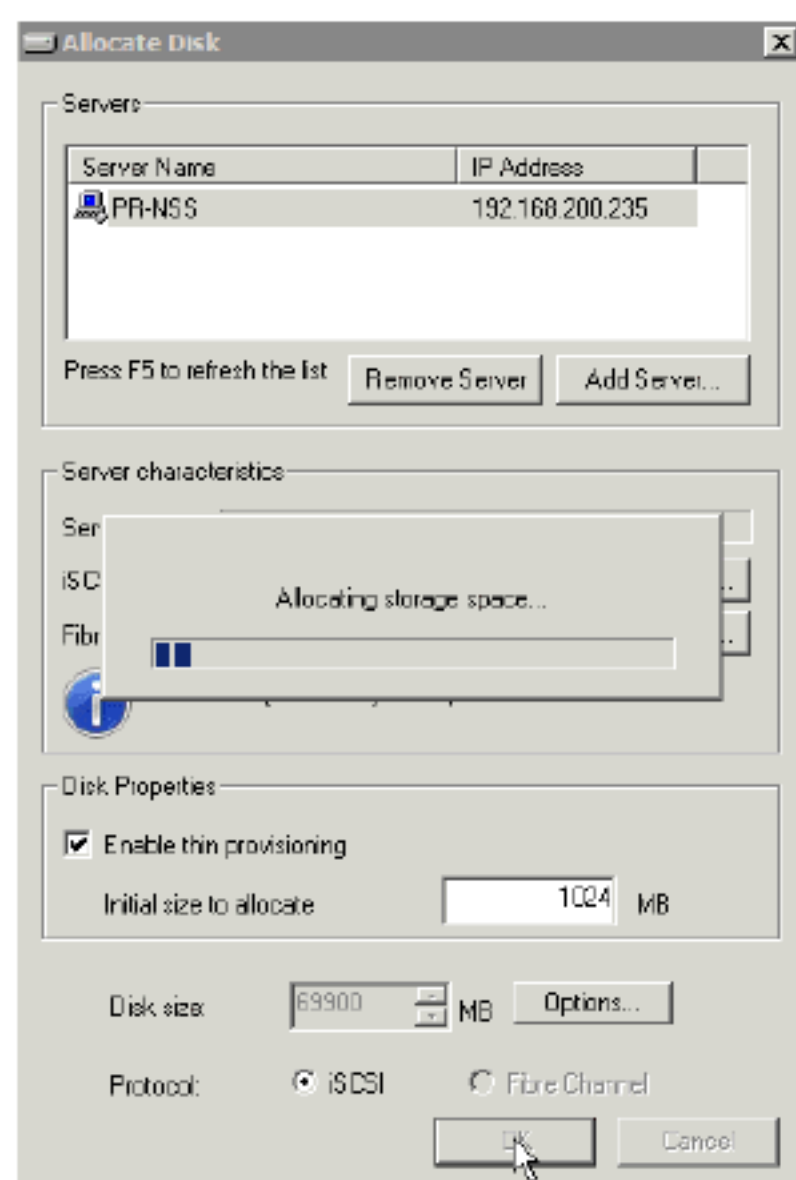 Allocate Disk
Servers
Server Name IP Address
PR-NSS 192.168.200.235
Press F5 to refresh the list Remove Server Add Server...
Server characteristics
Ser
iSC ..
Allocating storage space...
Fibr ..
Disk Properties
Enable thin provisioning
Initial size to allocate 1024 MB
Disk size: 69900 MB Options...
Protocol: iSCSI Fibre Channel
OK Cancel